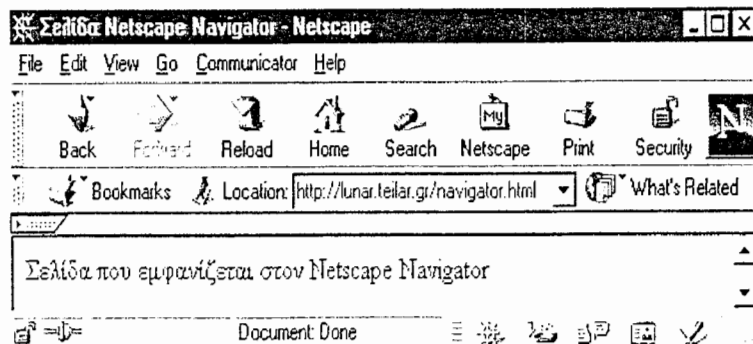 Σελίδα Netscape Navigator - Netscape
File Edit View Go Communicator Help
My
N
Back Forward Reload Home Search Netscape Print Security
Bookmarks Location: http://lunar.teilar.gr/navigator.html What's Related
Σελίδα που εμφανίζεται στον Netscape Navigator
Document: Done